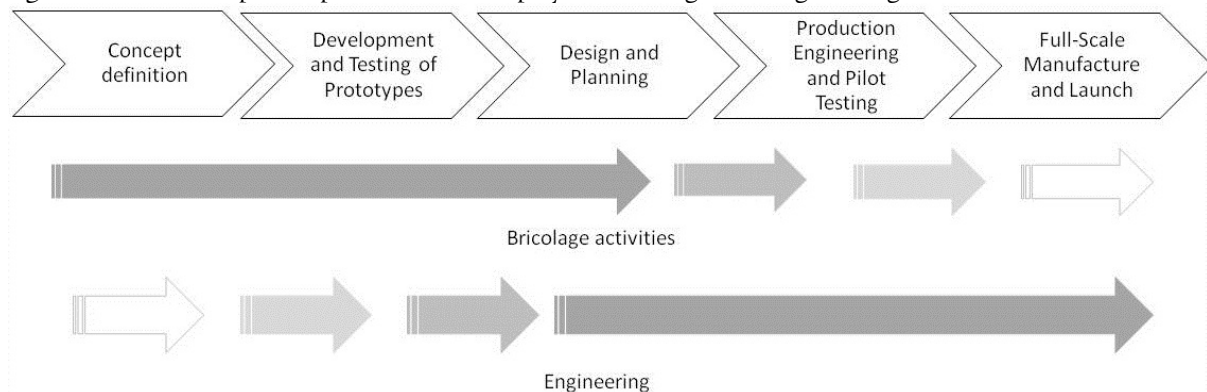 Concept
definition
Development
and Testing of
Prototypes
Design and
Planning
Production
Engineering
and Pilot
Testing
Full-Scale
Manufacture
and Launch
Bricolage activities
Engineering